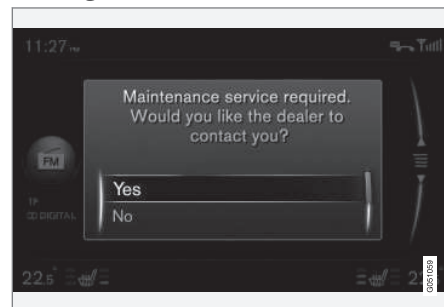 11:27
Maintenance service required.
Would you like the dealer to
contact you?
FM
Yes
No
TP
DIGITAL
22.5
G051059